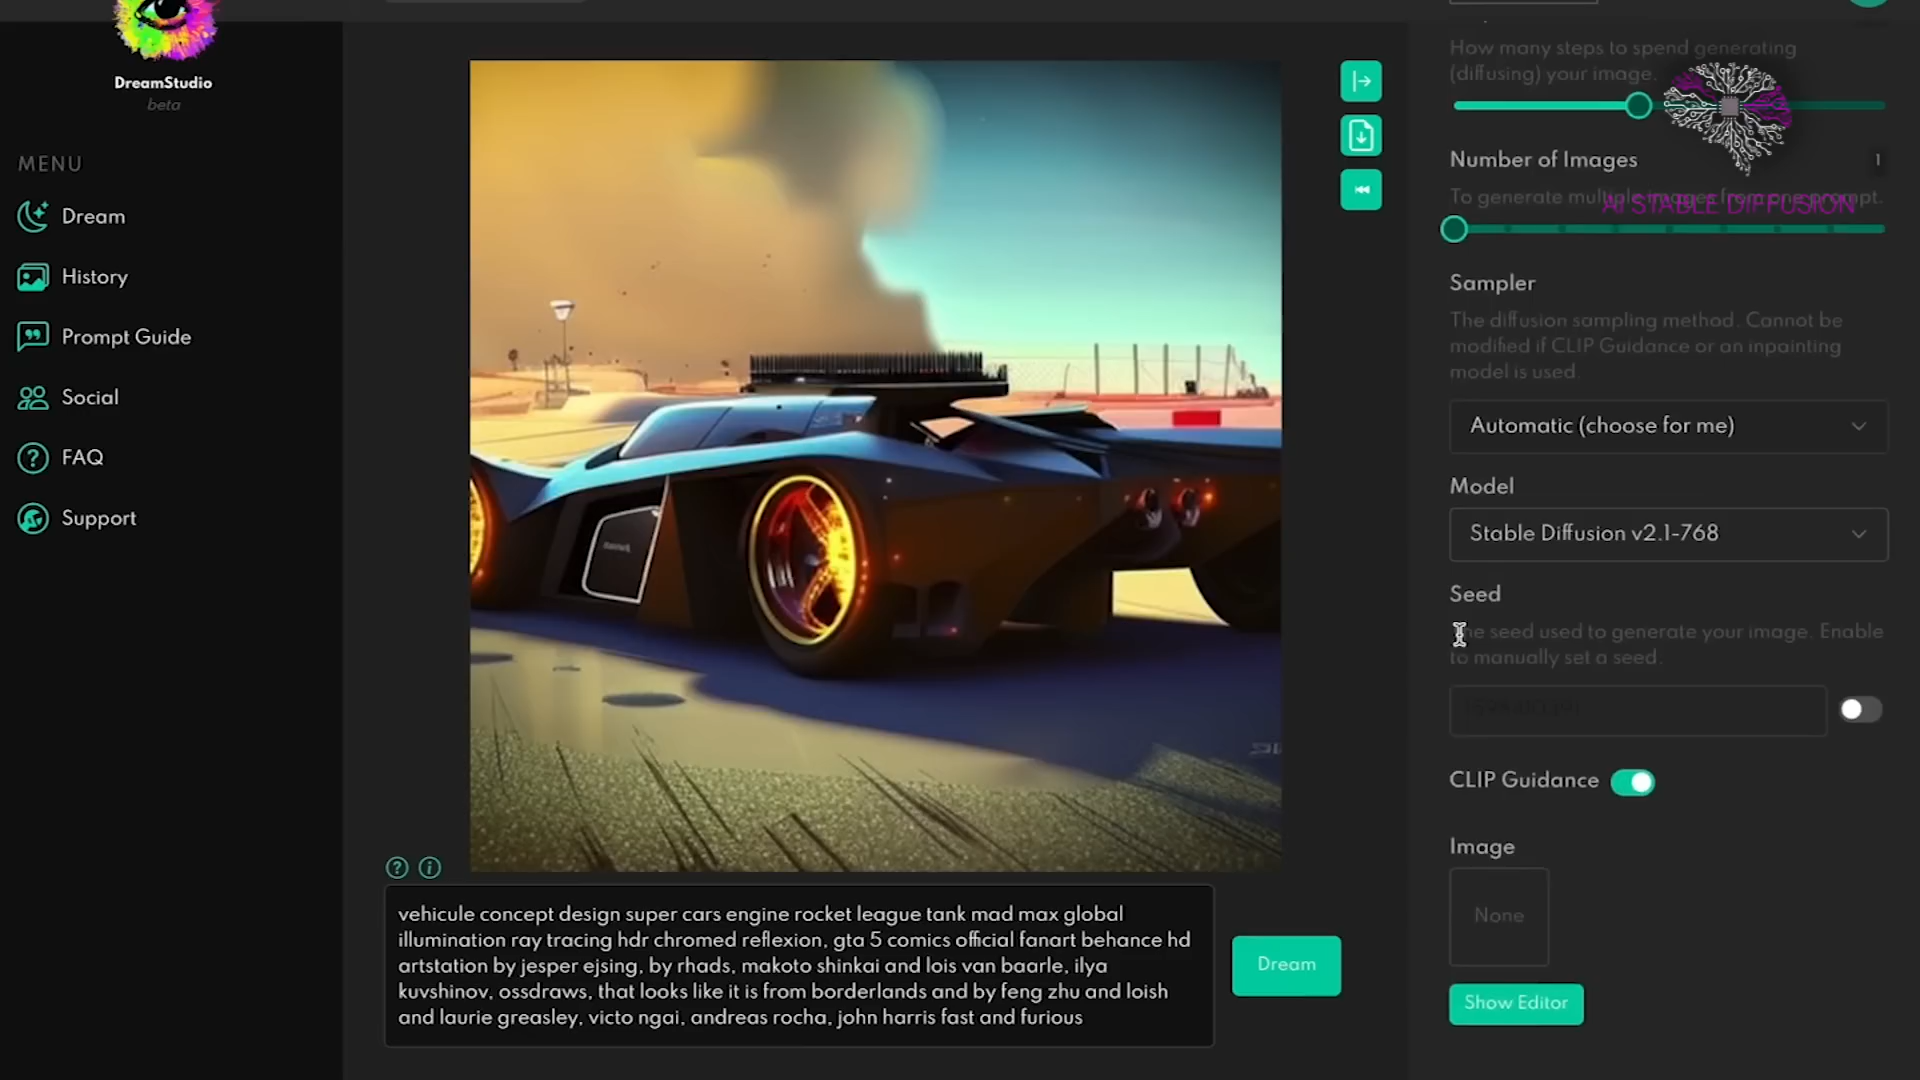 DreamStudio
beta
MENU
Dream
History
Prompt Guide
Social
FAQ
Support
vehicule concept design super cars engine rocket league tank mad max global
illumination ray tracing hdr chromed reflexion, gta 5 comics official fanart behance hd
artstation by jesper ejsing, by rhads, makoto shinkai and lois van baarle, ilya
kuvshinov, ossdraws, that looks like it is from borderlands and by feng zhu and loish
and laurie greasley, victo ngai, andreas rocha, john harris fast and furious
Dream
How many steps to spend generating
(diffusing) your image.
Number of Images
1
To generate multiple images from one prompt.
AI STABLE DIFFUSION
Sampler
The diffusion sampling method. Cannot be
modified if CLIP Guidance or an inpainting
model is used.
Automatic (choose for me)
Model
Stable Diffusion v2.1-768
Seed
The seed used to generate your image. Enable
to manually set a seed.
CLIP Guidance
Image
None
Show Editor